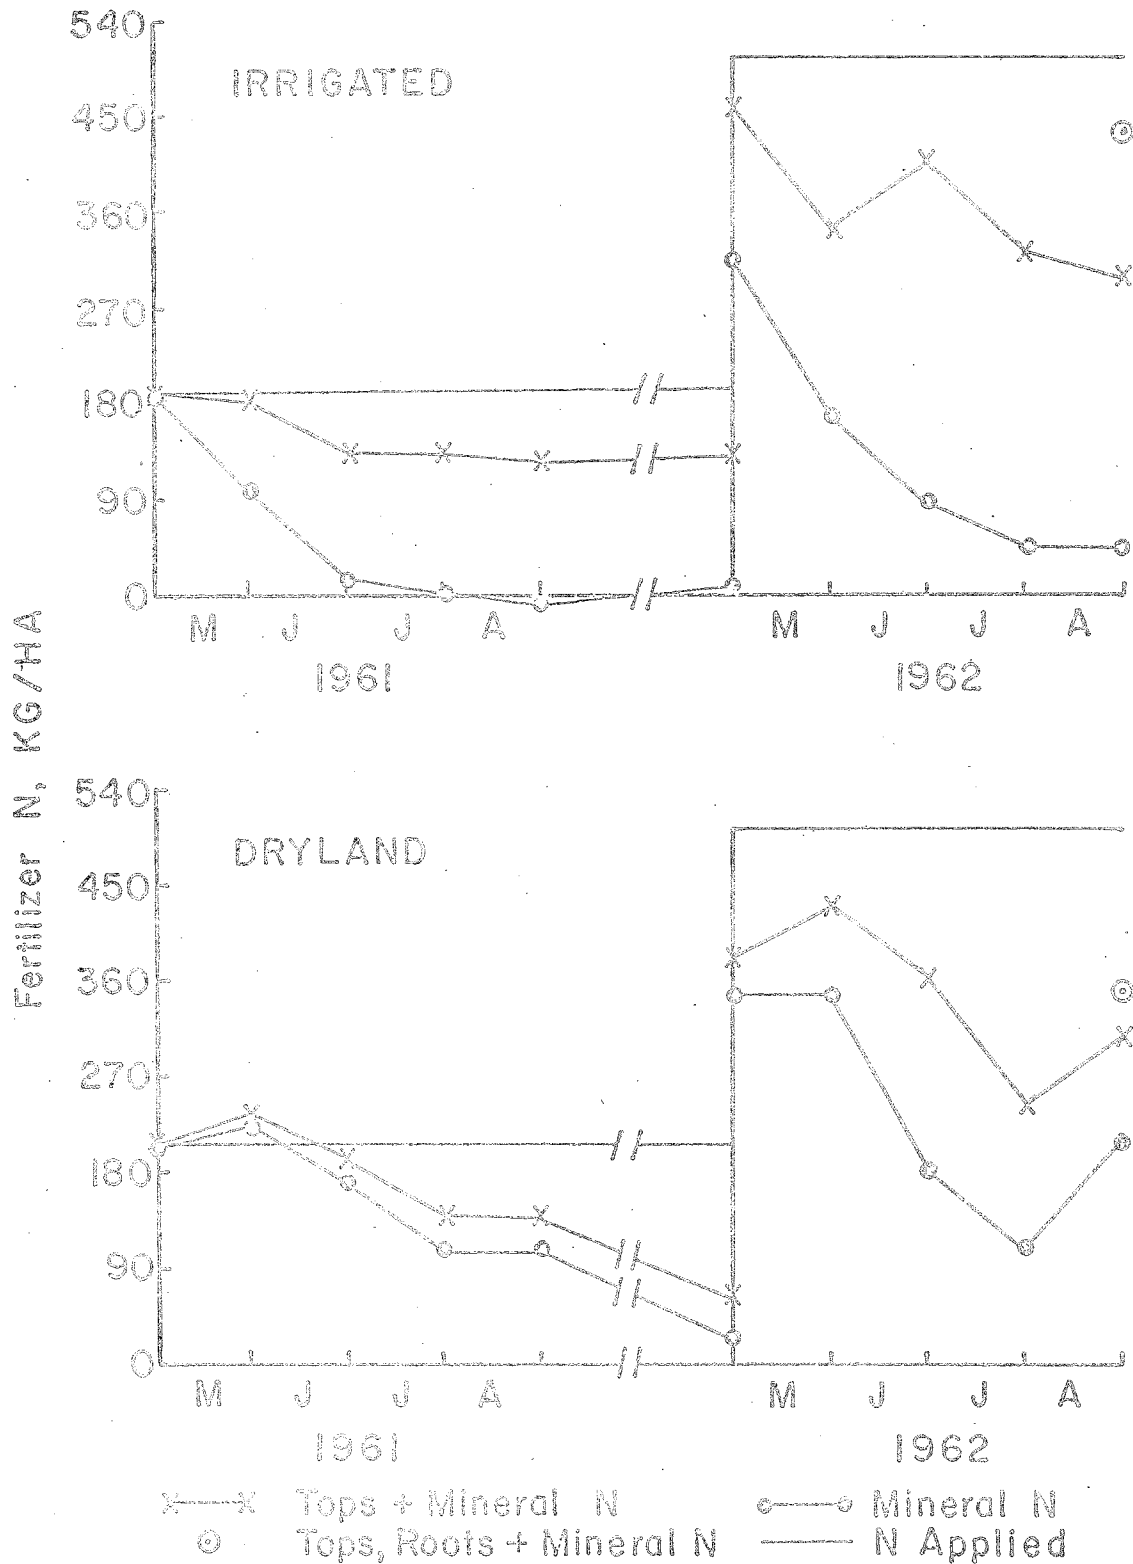 Fertilizer N, KG/HA
IRRIGATED
540
450
360
270
180
90
0
M J J A M J J A
1961 1962
DRYLAND
540
450
360
270
180
90
0
M J J A M J J A
1961 1962
x——x Tops + Mineral N
o——o Mineral N
⊙ Tops, Roots + Mineral N
—— N Applied